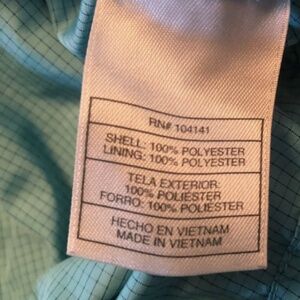 RN# 104141
SHELL: 100% POLYESTER
LINING: 100% POLYESTER
TELA EXTERIOR:
100% POLIESTER
FORRO: 100% POLIESTER
HECHO EN VIETNAM
MADE IN VIETNAM